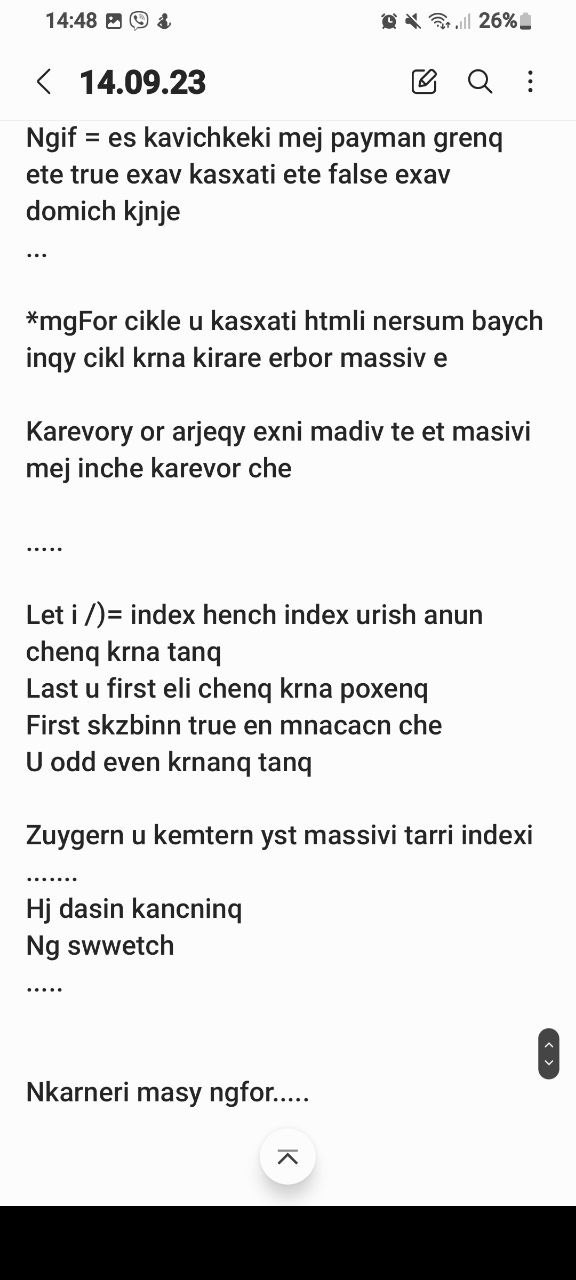 14:48 26%
14.09.23
Ngif = es kavichkeki mej payman grenq
ete true exav kasxati ete false exav
domich kjnje
...
*mgFor cikle u kasxati htmli nersum baych
inqy cikl krna kirare erbor massiv e
Karevory or arjeqy exni madiv te et masivi
mej inche karevor che
.....
Let i /)= index hench index urish anun
chenq krna tanq
Last u first eli chenq krna poxenq
First skzbinn true en mnacacn che
U odd even krnanq tanq
Zuygern u kemtern yst massivi tarri indexi
.......
Hj dasin kancninq
Ng swwetch
.....
Nkarneri masy ngfor.....